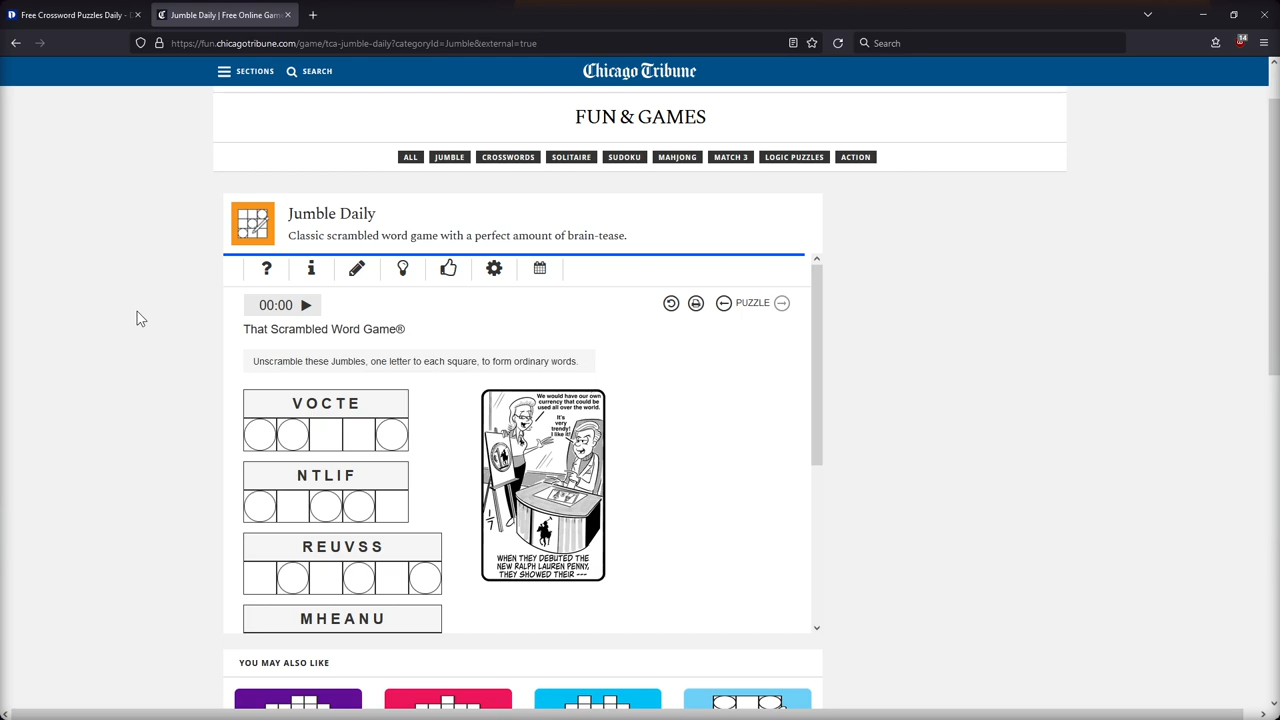 Free Crossword Puzzles Daily -
Jumble Daily | Free Online Gam
https://fun.chicagotribune.com/game/tca-jumble-daily?categoryId=Jumble&external=true
Search
14
SECTIONS
SEARCH
Chicago Tribune
FUN & GAMES
ALL
JUMBLE
CROSSWORDS
SOLITAIRE
SUDOKU
MAHJONG
MATCH 3
LOGIC PUZZLES
ACTION
Jumble Daily
Classic scrambled word game with a perfect amount of brain-tease.
00:00
PUZZLE
That Scrambled Word Game®
Unscramble these Jumbles, one letter to each square, to form ordinary words.
VOCTE
NTLIF
REUVSS
MHEANU
We would have our own
currency that could be
used all over the world.
It's
very
trendy!
I like it!
1/7
WHEN THEY DEBUTED THE
NEW RALPH LAUREN PENNY,
THEY SHOWED THEIR ---
YOU MAY ALSO LIKE